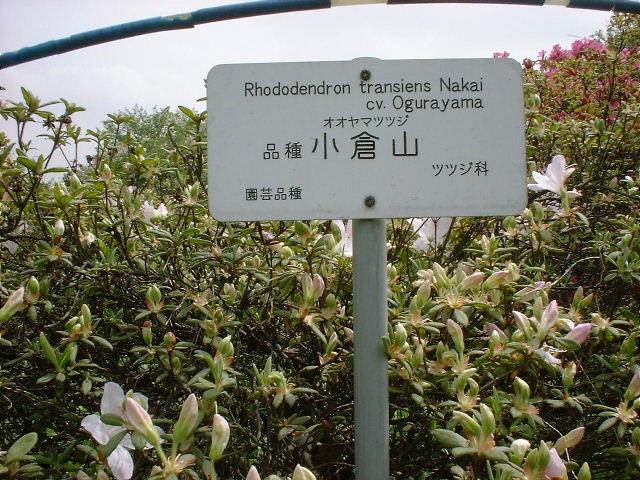 Rhododendron transiens Nakai
cv. Ogurayama
オオヤマツツジ
品種 小倉山
ツツジ科
園芸品種